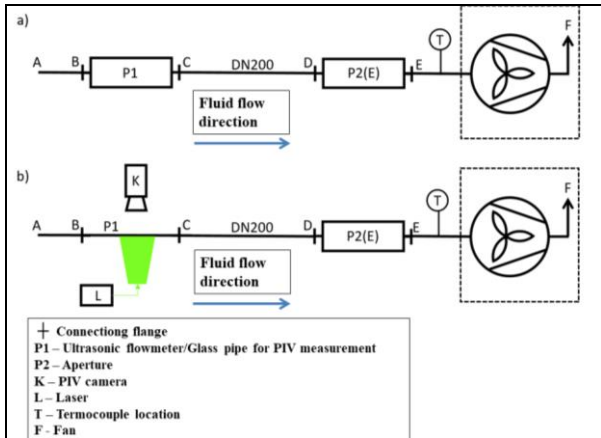 a)
F
T
A B C DN200 D E
P1 P2(E)
Fluid flow
direction
b)
K
F
T
A B P1 C DN200 D E
P2(E)
Fluid flow
direction
L
Connectiong flange
P1 – Ultrasonic flowmeter/Glass pipe for PIV measurement
P2 – Aperture
K – PIV camera
L – Laser
T – Termocouple location
F - Fan